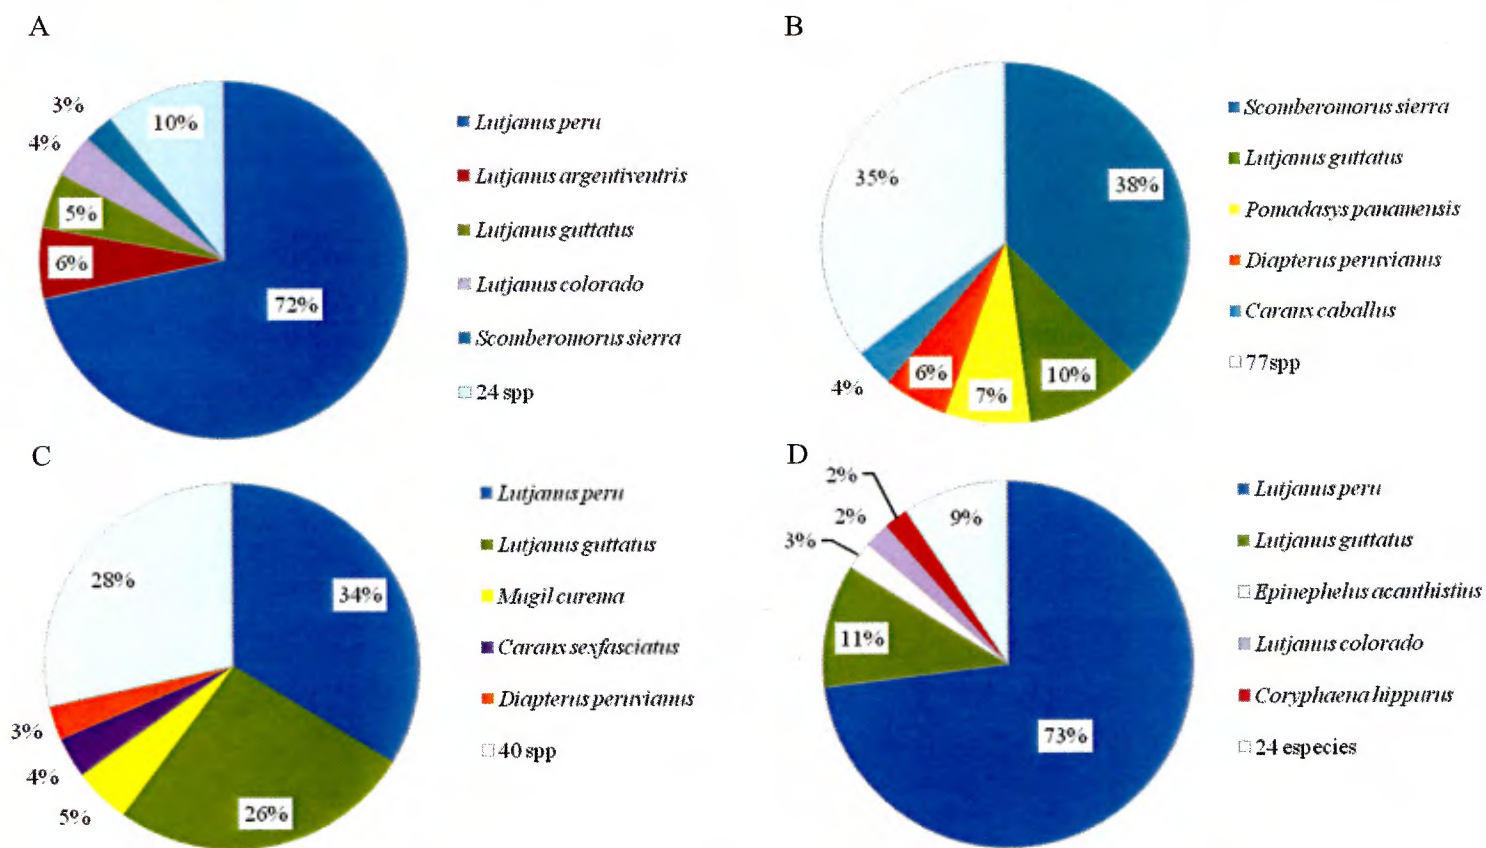 A
3%
10%
4%
5%
6%
72%
Lutjanus peru
Lutjanus argentiventris
Lutjanus guttatus
Lutjanus colorado
Scomberomorus sierra
24 spp
B
35%
38%
4%
6%
7%
10%
Scomberomorus sierra
Lutjanus guttatus
Pomadasys panamensis
Diapterus peruvianus
Caranx caballus
77spp
C
28%
34%
3%
4%
5%
26%
Lutjanus peru
Lutjanus guttatus
Mugil curema
Caranx sexfasciatus
Diapterus peruvianus
40 spp
D
2%
2%
9%
3%
11%
73%
Lutjanus peru
Lutjanus guttatus
Epinephelus acanthistius
Lutjanus colorado
Coryphaena hippurus
24 especies